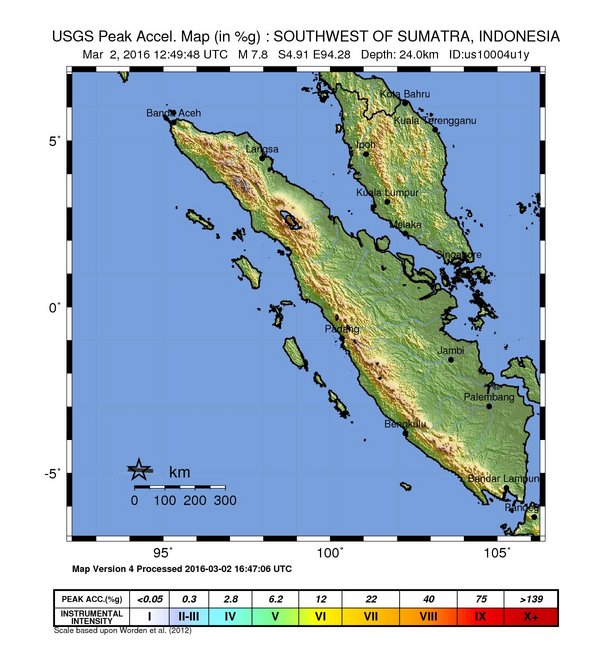 USGS Peak Accel. Map (in %g) : SOUTHWEST OF SUMATRA, INDONESIA
Mar 2, 2016 12:49:48 UTC M 7.8 S4.91 E94.28 Depth: 24.0km ID:us10004u1y
Kota Bahru
Banda Aceh
Kuala Terengganu
5°
Ipoh
Langsa
Kuala Lumpur
Melaka
Singapore
0°
Padang
Jambi
Palembang
Bengkulu
-5°
km
Bandar Lampung
0 100 200 300
95° 100° 105°
Map Version 4 Processed 2016-03-02 16:47:06 UTC
PEAK ACC.(%g) <0.05 0.3 2.8 6.2 12 22 40 75 >139
INSTRUMENTAL INTENSITY I II-III IV V VI VII VIII IX X+
Scale based upon Worden et al. (2012)